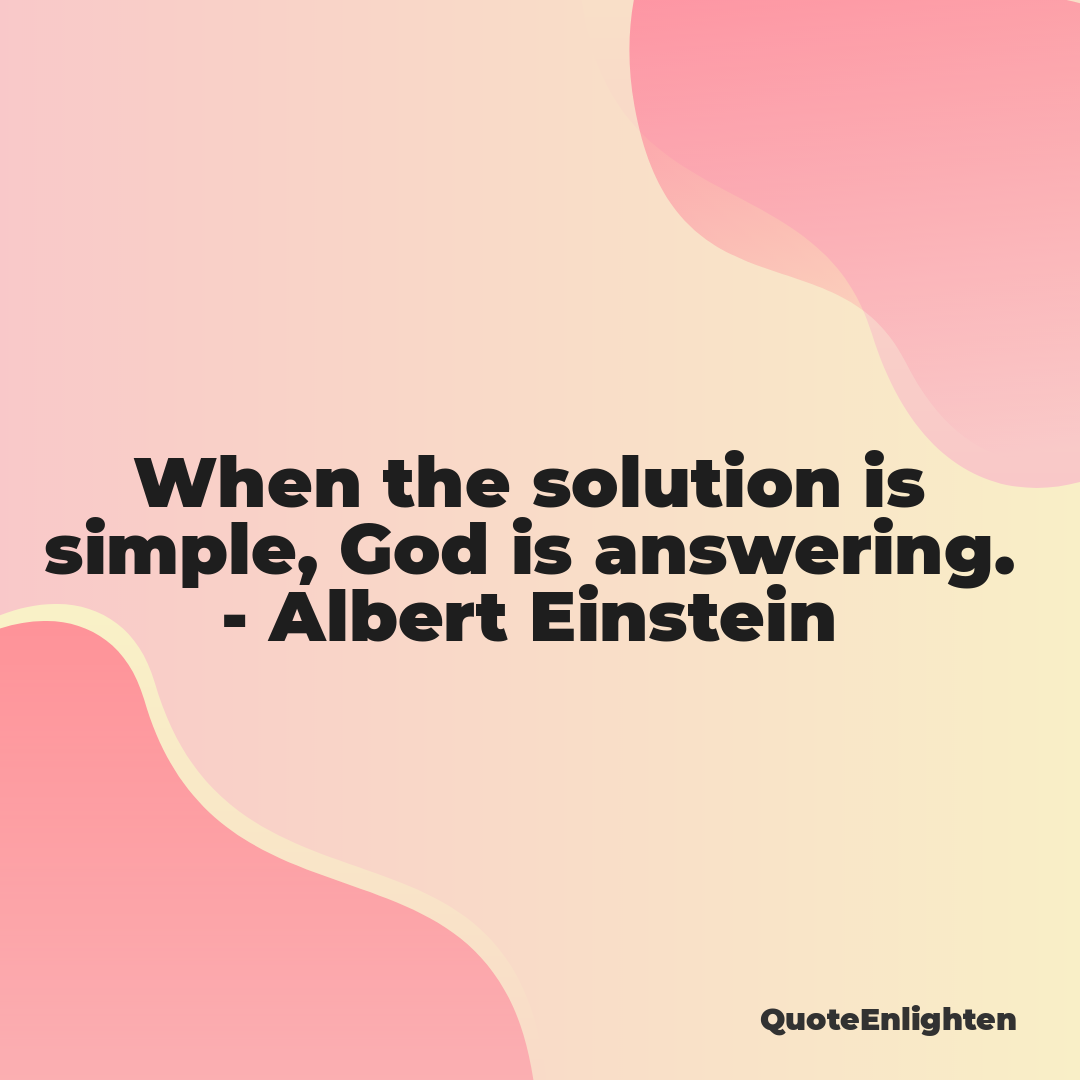 When the solution is
simple, God is answering.
- Albert Einstein
QuoteEnlighten